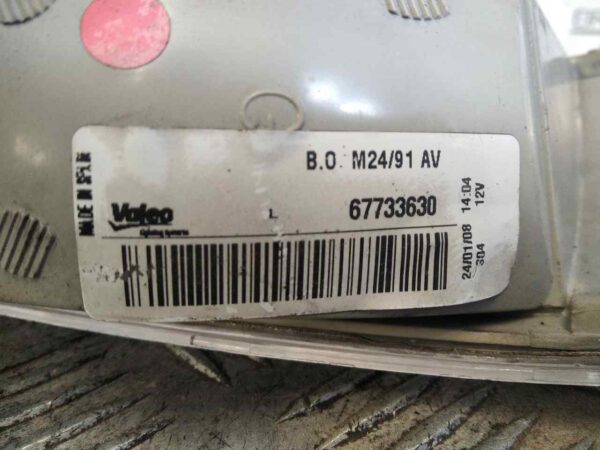 B.O. M24/91 AV
MADE IN SPAIN
Valeo
Lighting Systems
L
67733630
24/01/08 14:04
304 12V